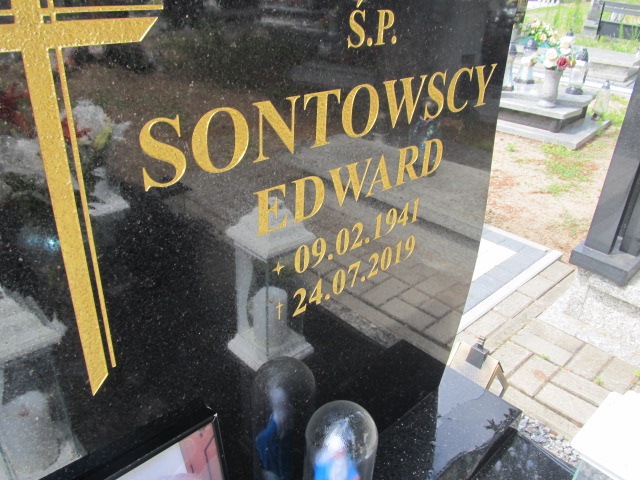 Ś.P.
SONTOWSCY
EDWARD
09.02.1941
† 24.07.2019